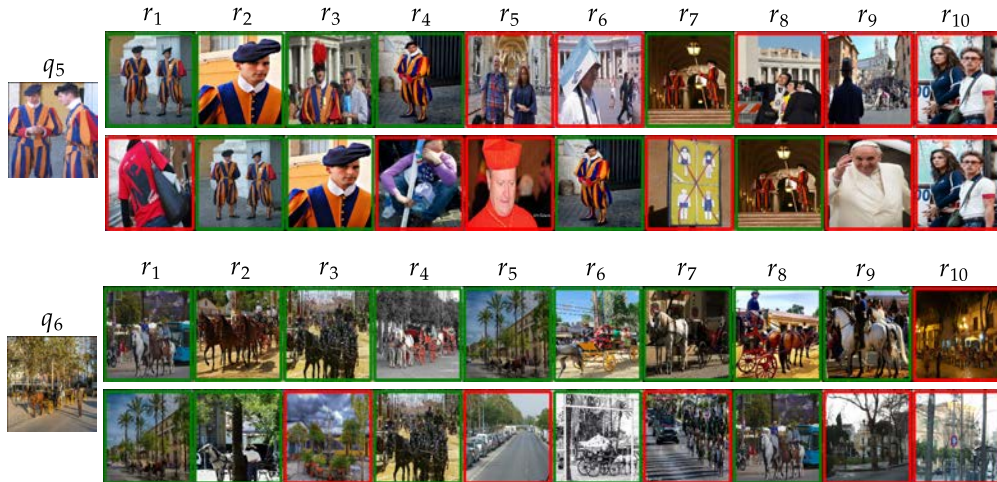 r₁ r₂ r₃ r₄ r₅ r₆ r₇ r₈ r₉ r₁₀
q₅
r₁ r₂ r₃ r₄ r₅ r₆ r₇ r₈ r₉ r₁₀
q₆